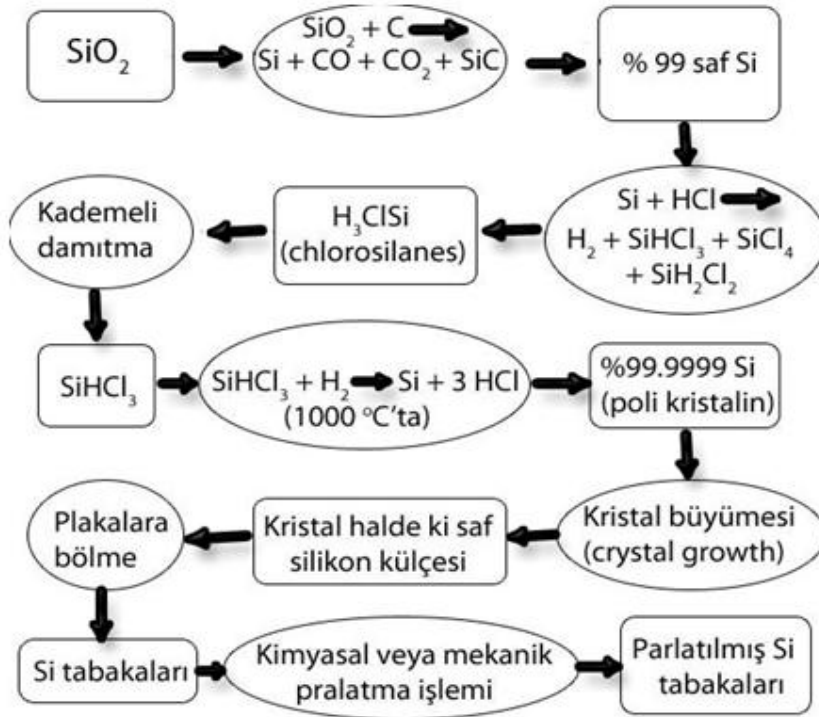 SiO₂
SiO₂ + C
Si + CO + CO₂ + SiC
% 99 saf Si
Kademeli
damıtma
H₃ClSi
(chlorosilanes)
Si + HCl
H₂ + SiHCl₃ + SiCl₄
+ SiH₂Cl₂
SiHCl₃
SiHCl₃ + H₂ → Si + 3 HCl
(1000 °C'ta)
%99.9999 Si
(poli kristalin)
Plakalara
bölme
Kristal halde ki saf
silikon külçesi
Kristal büyümesi
(crystal growth)
Si tabakaları
Kimyasal veya mekanik
pralatma işlemi
Parlatılmış Si
tabakaları